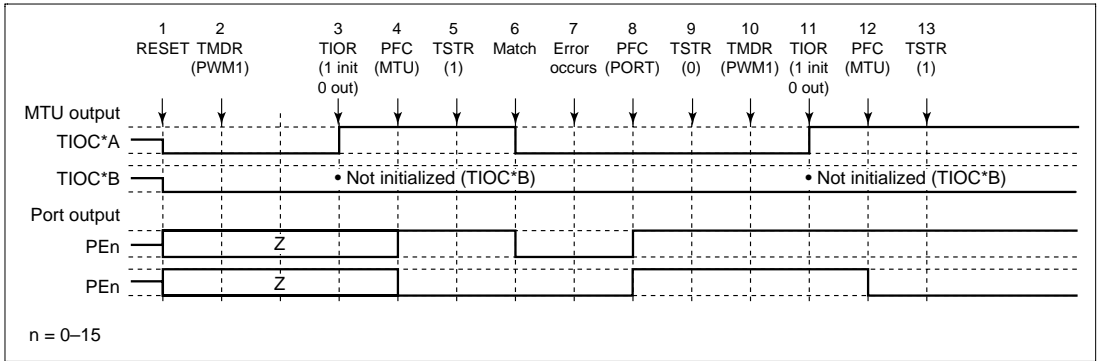 1 2 3 4 5 6 7 8 9 10 11 12 13
RESET TMDR TIOR PFC TSTR Match Error PFC TSTR TMDR TIOR PFC TSTR
(PWM1) (1 init (MTU) (1) occurs (PORT) (0) (PWM1) (1 init (MTU) (1)
0 out) 0 out)
MTU output
TIOC*A
TIOC*B • Not initialized (TIOC*B) • Not initialized (TIOC*B)
Port output
PEn Z
PEn Z
n = 0–15